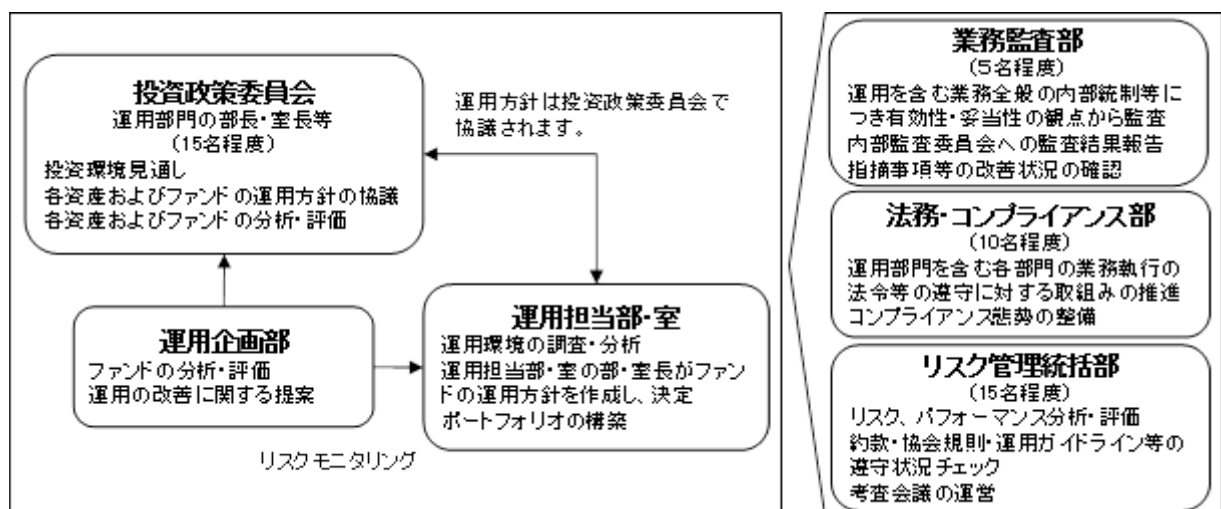 投資政策委員会
運用部門の部長・室長等
(15名程度)
投資環境見通し
各資産およびファンドの運用方針の協議
各資産およびファンドの分析・評価
運用方針は投資政策委員会で
協議されます。
運用企画部
ファンドの分析・評価
運用の改善に関する提案
運用担当部・室
運用環境の調査・分析
運用担当部・室の部・室長がファン
ドの運用方針を作成し、決定
ポートフォリオの構築
リスクモニタリング
業務監査部
(5名程度)
運用を含む業務全般の内部統制等に
つき有効性・妥当性の観点から監査
内部監査委員会への監査結果報告
指摘事項等の改善状況の確認
法務・コンプライアンス部
(10名程度)
運用部門を含む各部門の業務執行の
法令等の遵守に対する取組みの推進
コンプライアンス態勢の整備
リスク管理統括部
(15名程度)
リスク、パフォーマンス分析・評価
約款・協会規則・運用ガイドライン等の
遵守状況チェック
考査会議の運営